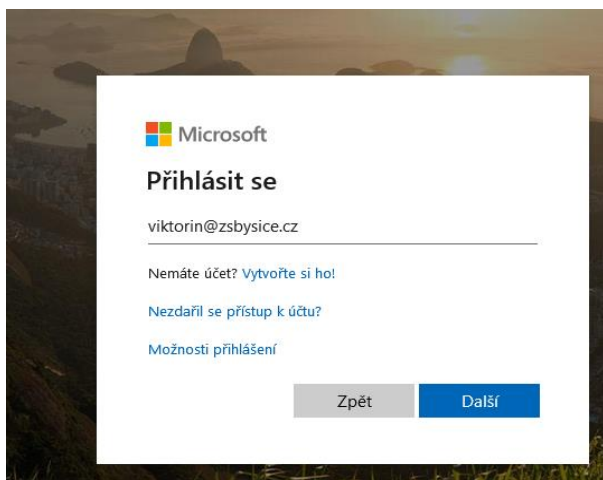 Microsoft
Přihlásit se
viktorin@zsbysice.cz
Nemáte účet? Vytvořte si ho!
Nezdařil se přístup k účtu?
Možnosti přihlášení
Zpět Další